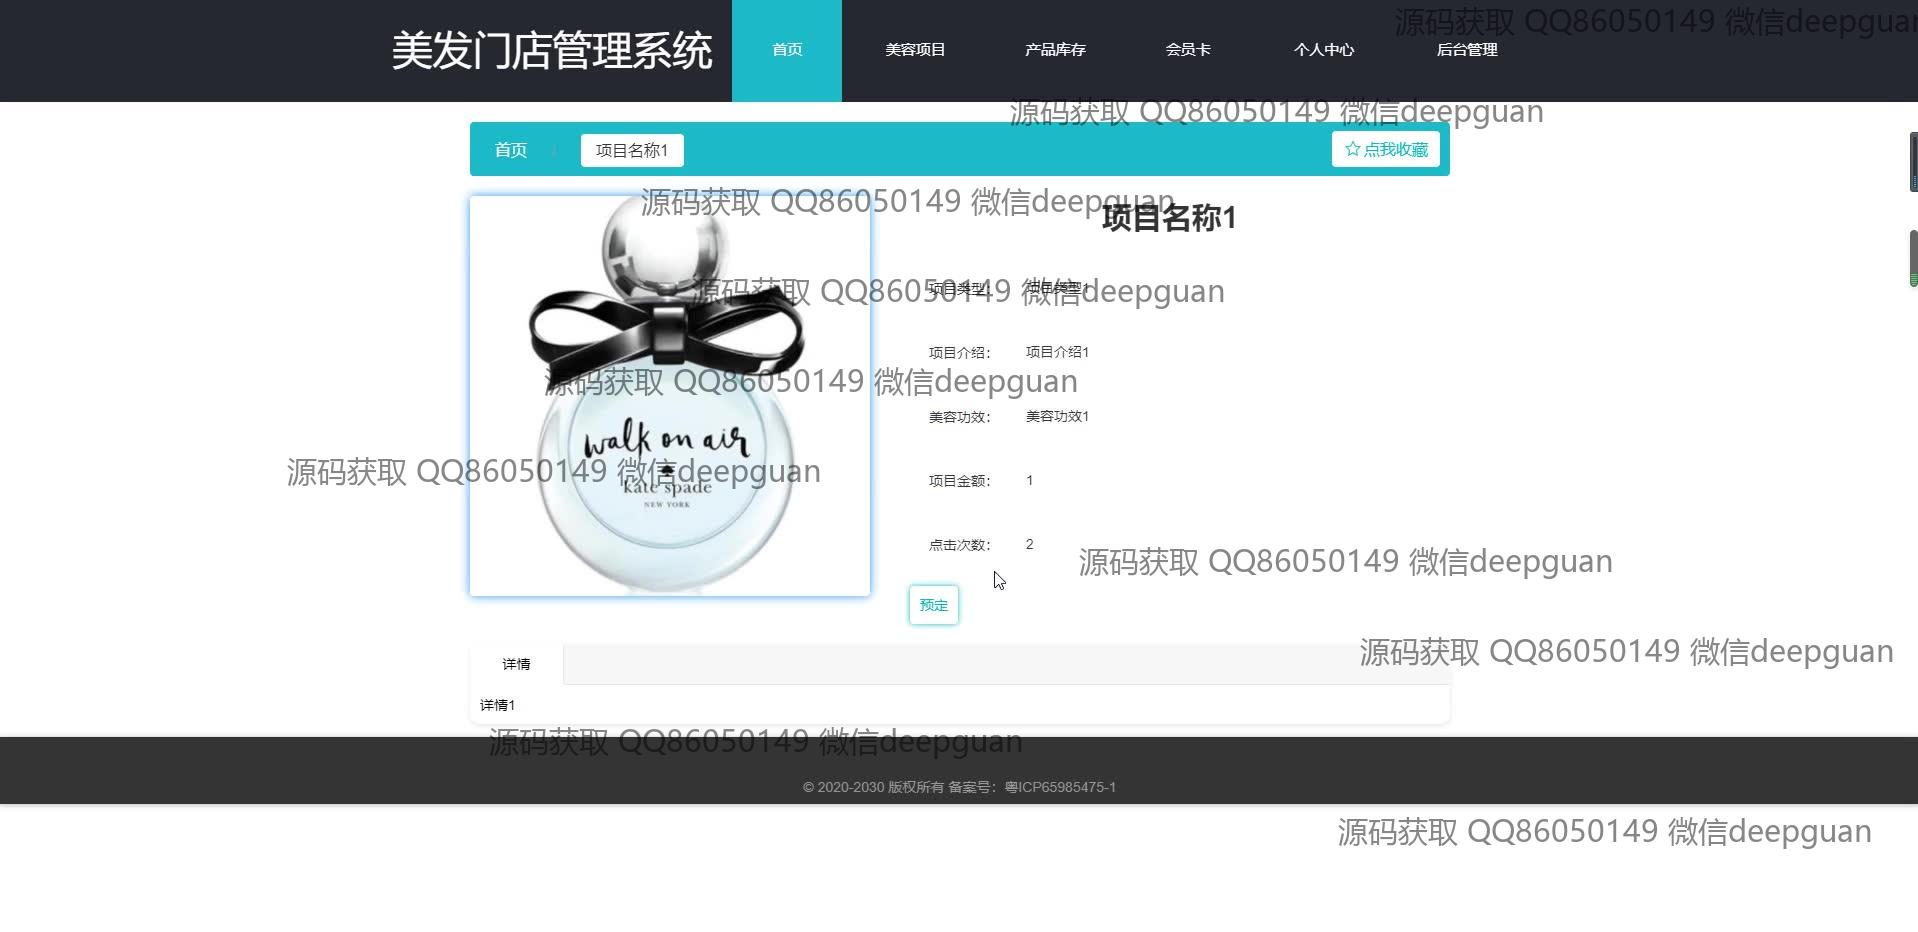 源码获取 QQ86050149 微信deepguan
美发门店管理系统
首页
美容项目
产品库存
会员卡
个人中心
后台管理
源码获取 QQ86050149 微信deepguan
首页
项目名称1
点我收藏
源码获取 QQ86050149 微信deepguan
项目名称1
源码获取 QQ86050149 微信deepguan
项目类型： 项目类型1
项目介绍： 项目介绍1
源码获取 QQ86050149 微信deepguan
美容功效： 美容功效1
walk on air
源码获取 QQ86050149 微信deepguan
kate spade
NEW YORK
项目金额： 1
点击次数： 2
源码获取 QQ86050149 微信deepguan
预定
源码获取 QQ86050149 微信deepguan
详情
详情1
源码获取 QQ86050149 微信deepguan
© 2020-2030 版权所有 备案号：粤ICP65985475-1
源码获取 QQ86050149 微信deepguan